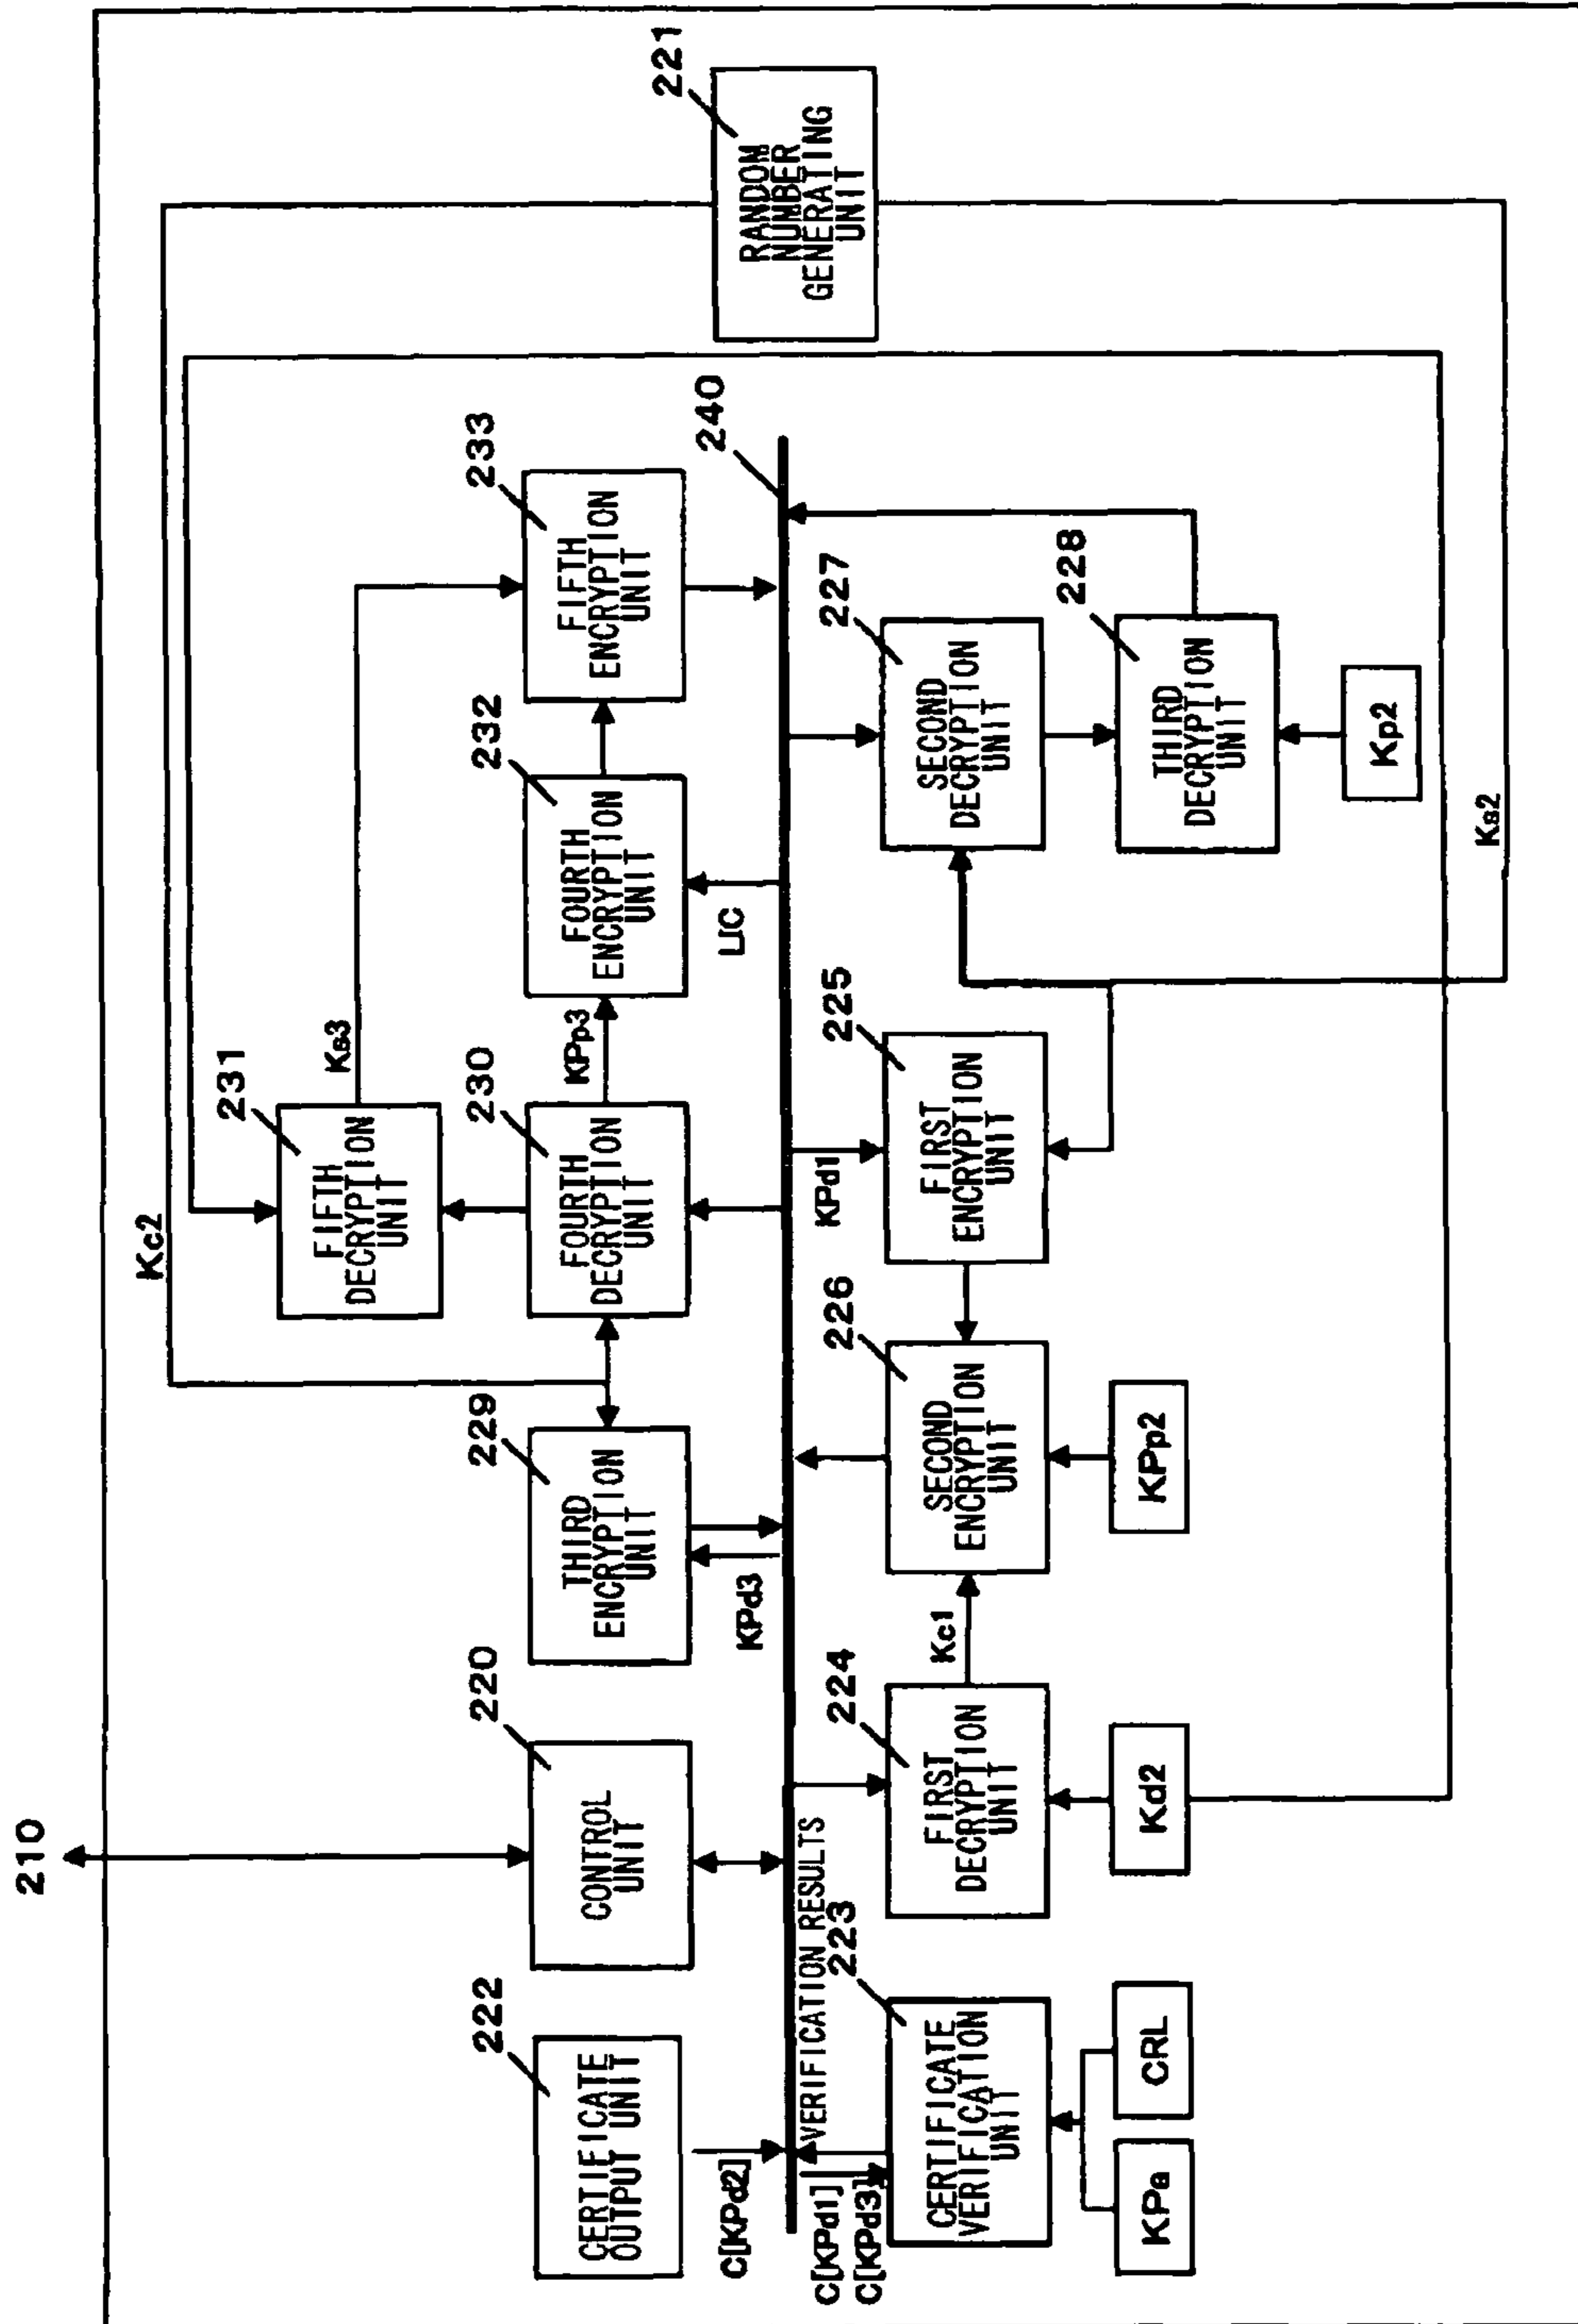 210
222
CERTIFICATE
OUTPUT UNIT
C[KPd2]
220
CONTROL
UNIT
229
THIRD
ENCRYPTION
UNIT
KPd3
Kc2
231
FIFTH
DECRYPTION
UNIT
Ks3
230
FOURTH
DECRYPTION
UNIT
KPp3
232
FOURTH
ENCRYPTION
UNIT
LIC
233
FIFTH
ENCRYPTION
UNIT
240
221
RANDOM
NUMBER
GENERATING
UNIT
VERIFICATION RESULTS
C[KPd1]
C[KPd3]
223
CERTIFICATE
VERIFICATION
UNIT
KPa
CRL
224
FIRST
DECRYPTION
UNIT
Kd2
Kc1
226
SECOND
ENCRYPTION
UNIT
KPp2
KPd1
225
FIRST
ENCRYPTION
UNIT
227
SECOND
DECRYPTION
UNIT
228
THIRD
DECRYPTION
UNIT
Kp2
Ks2